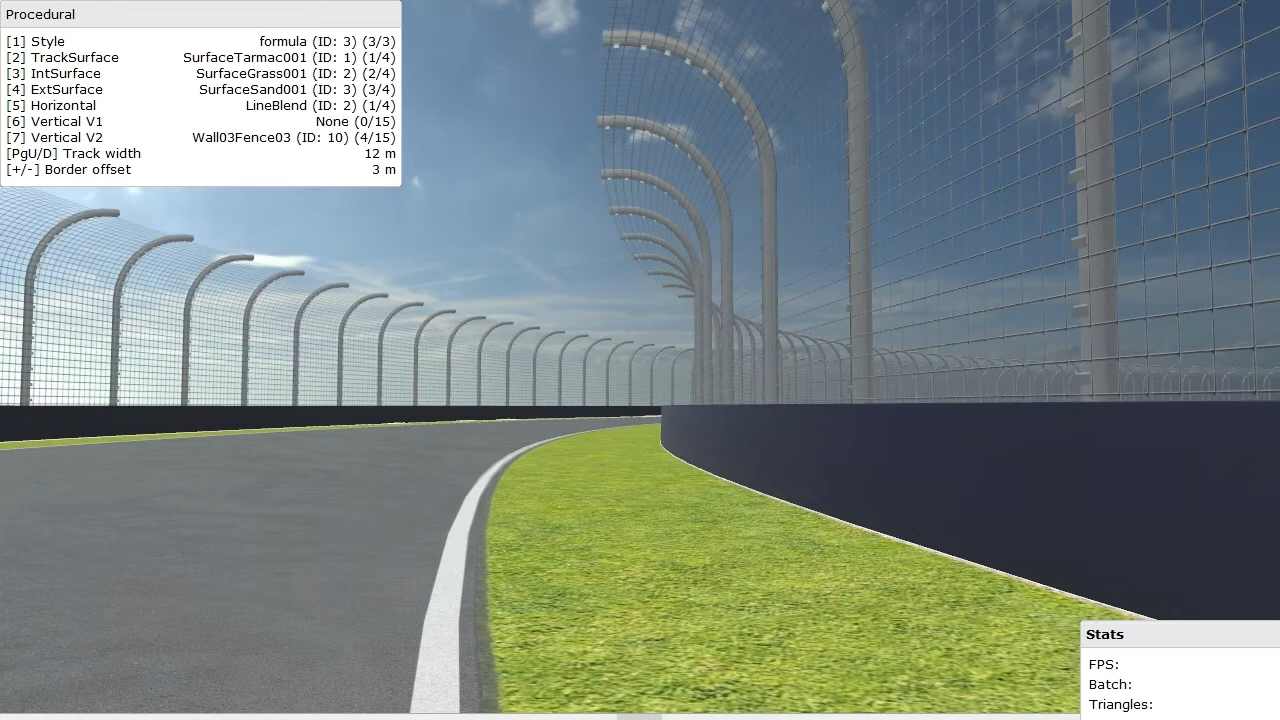 Procedural
[1] Style formula (ID: 3) (3/3)
[2] TrackSurface SurfaceTarmac001 (ID: 1) (1/4)
[3] IntSurface SurfaceGrass001 (ID: 2) (2/4)
[4] ExtSurface SurfaceSand001 (ID: 3) (3/4)
[5] Horizontal LineBlend (ID: 2) (1/4)
[6] Vertical V1 None (0/15)
[7] Vertical V2 Wall03Fence03 (ID: 10) (4/15)
[PgU/D] Track width 12 m
[+/-] Border offset 3 m
Stats
FPS:
Batch:
Triangles: